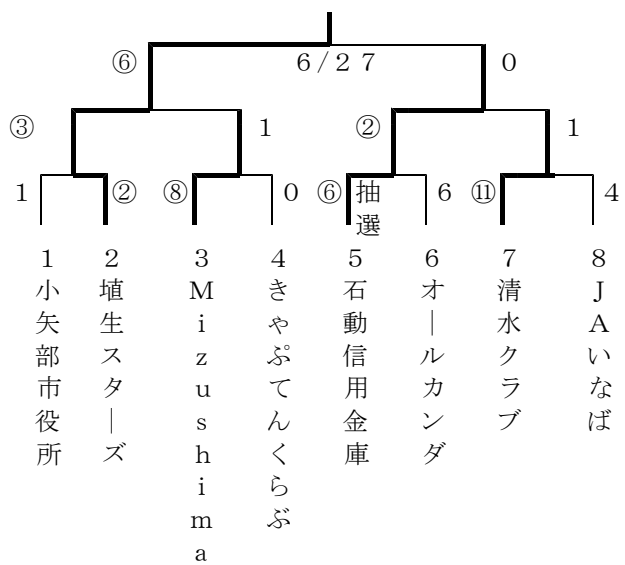 ⑥ 6/27 0
③ 1 ② 1
1 ② ⑧ 0 ⑥ 抽選 6 ⑪ 4
1 小矢部市役所
2 埴生スターズ
3 Mizushima
4 きゃぷてんくらぶ
5 石動信用金庫
6 オールカンダ
7 清水クラブ
8 JAいなば